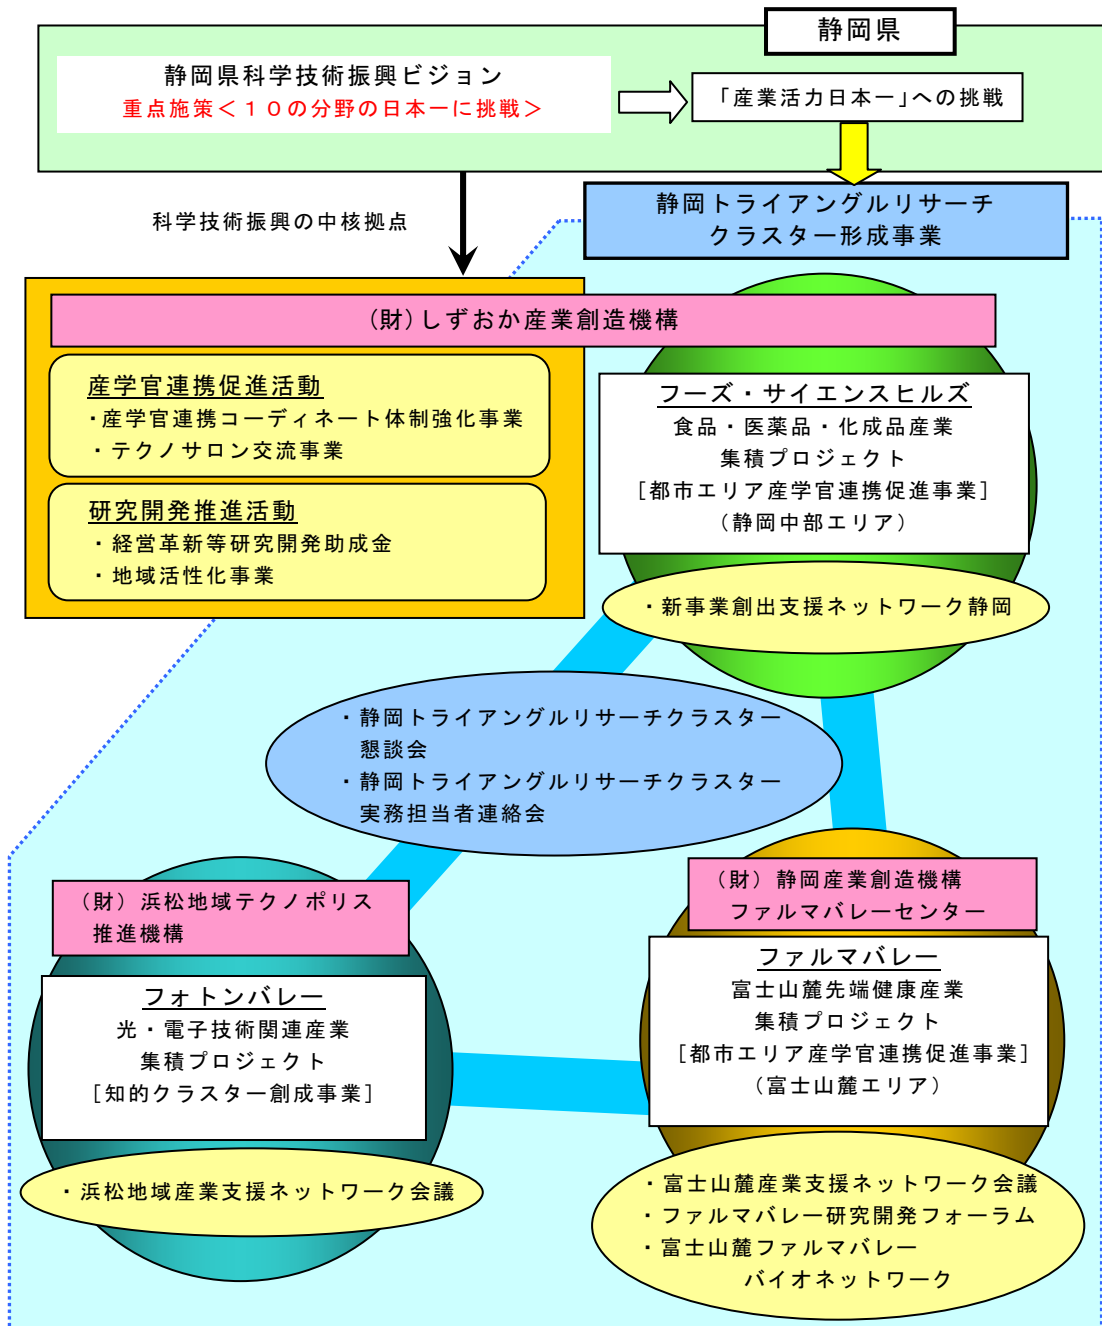 静岡県
静岡県科学技術振興ビジョン
重点施策＜１０の分野の日本一に挑戦＞
「産業活力日本一」への挑戦
科学技術振興の中核拠点
静岡トライアングルリサーチ
クラスター形成事業
(財)しずおか産業創造機構
産学官連携促進活動
・産学官連携コーディネート体制強化事業
・テクノサロン交流事業
研究開発推進活動
・経営革新等研究開発助成金
・地域活性化事業
フーズ・サイエンスヒルズ
食品・医薬品・化成品産業
集積プロジェクト
［都市エリア産学官連携促進事業］
（静岡中部エリア）
・新事業創出支援ネットワーク静岡
・静岡トライアングルリサーチクラスター
懇談会
・静岡トライアングルリサーチクラスター
実務担当者連絡会
（財）浜松地域テクノポリス
推進機構
フォトンバレー
光・電子技術関連産業
集積プロジェクト
［知的クラスター創成事業］
・浜松地域産業支援ネットワーク会議
（財）静岡産業創造機構
ファルマバレーセンター
ファルマバレー
富士山麓先端健康産業
集積プロジェクト
［都市エリア産学官連携促進事業］
（富士山麓エリア）
・富士山麓産業支援ネットワーク会議
・ファルマバレー研究開発フォーラム
・富士山麓ファルマバレー
バイオネットワーク